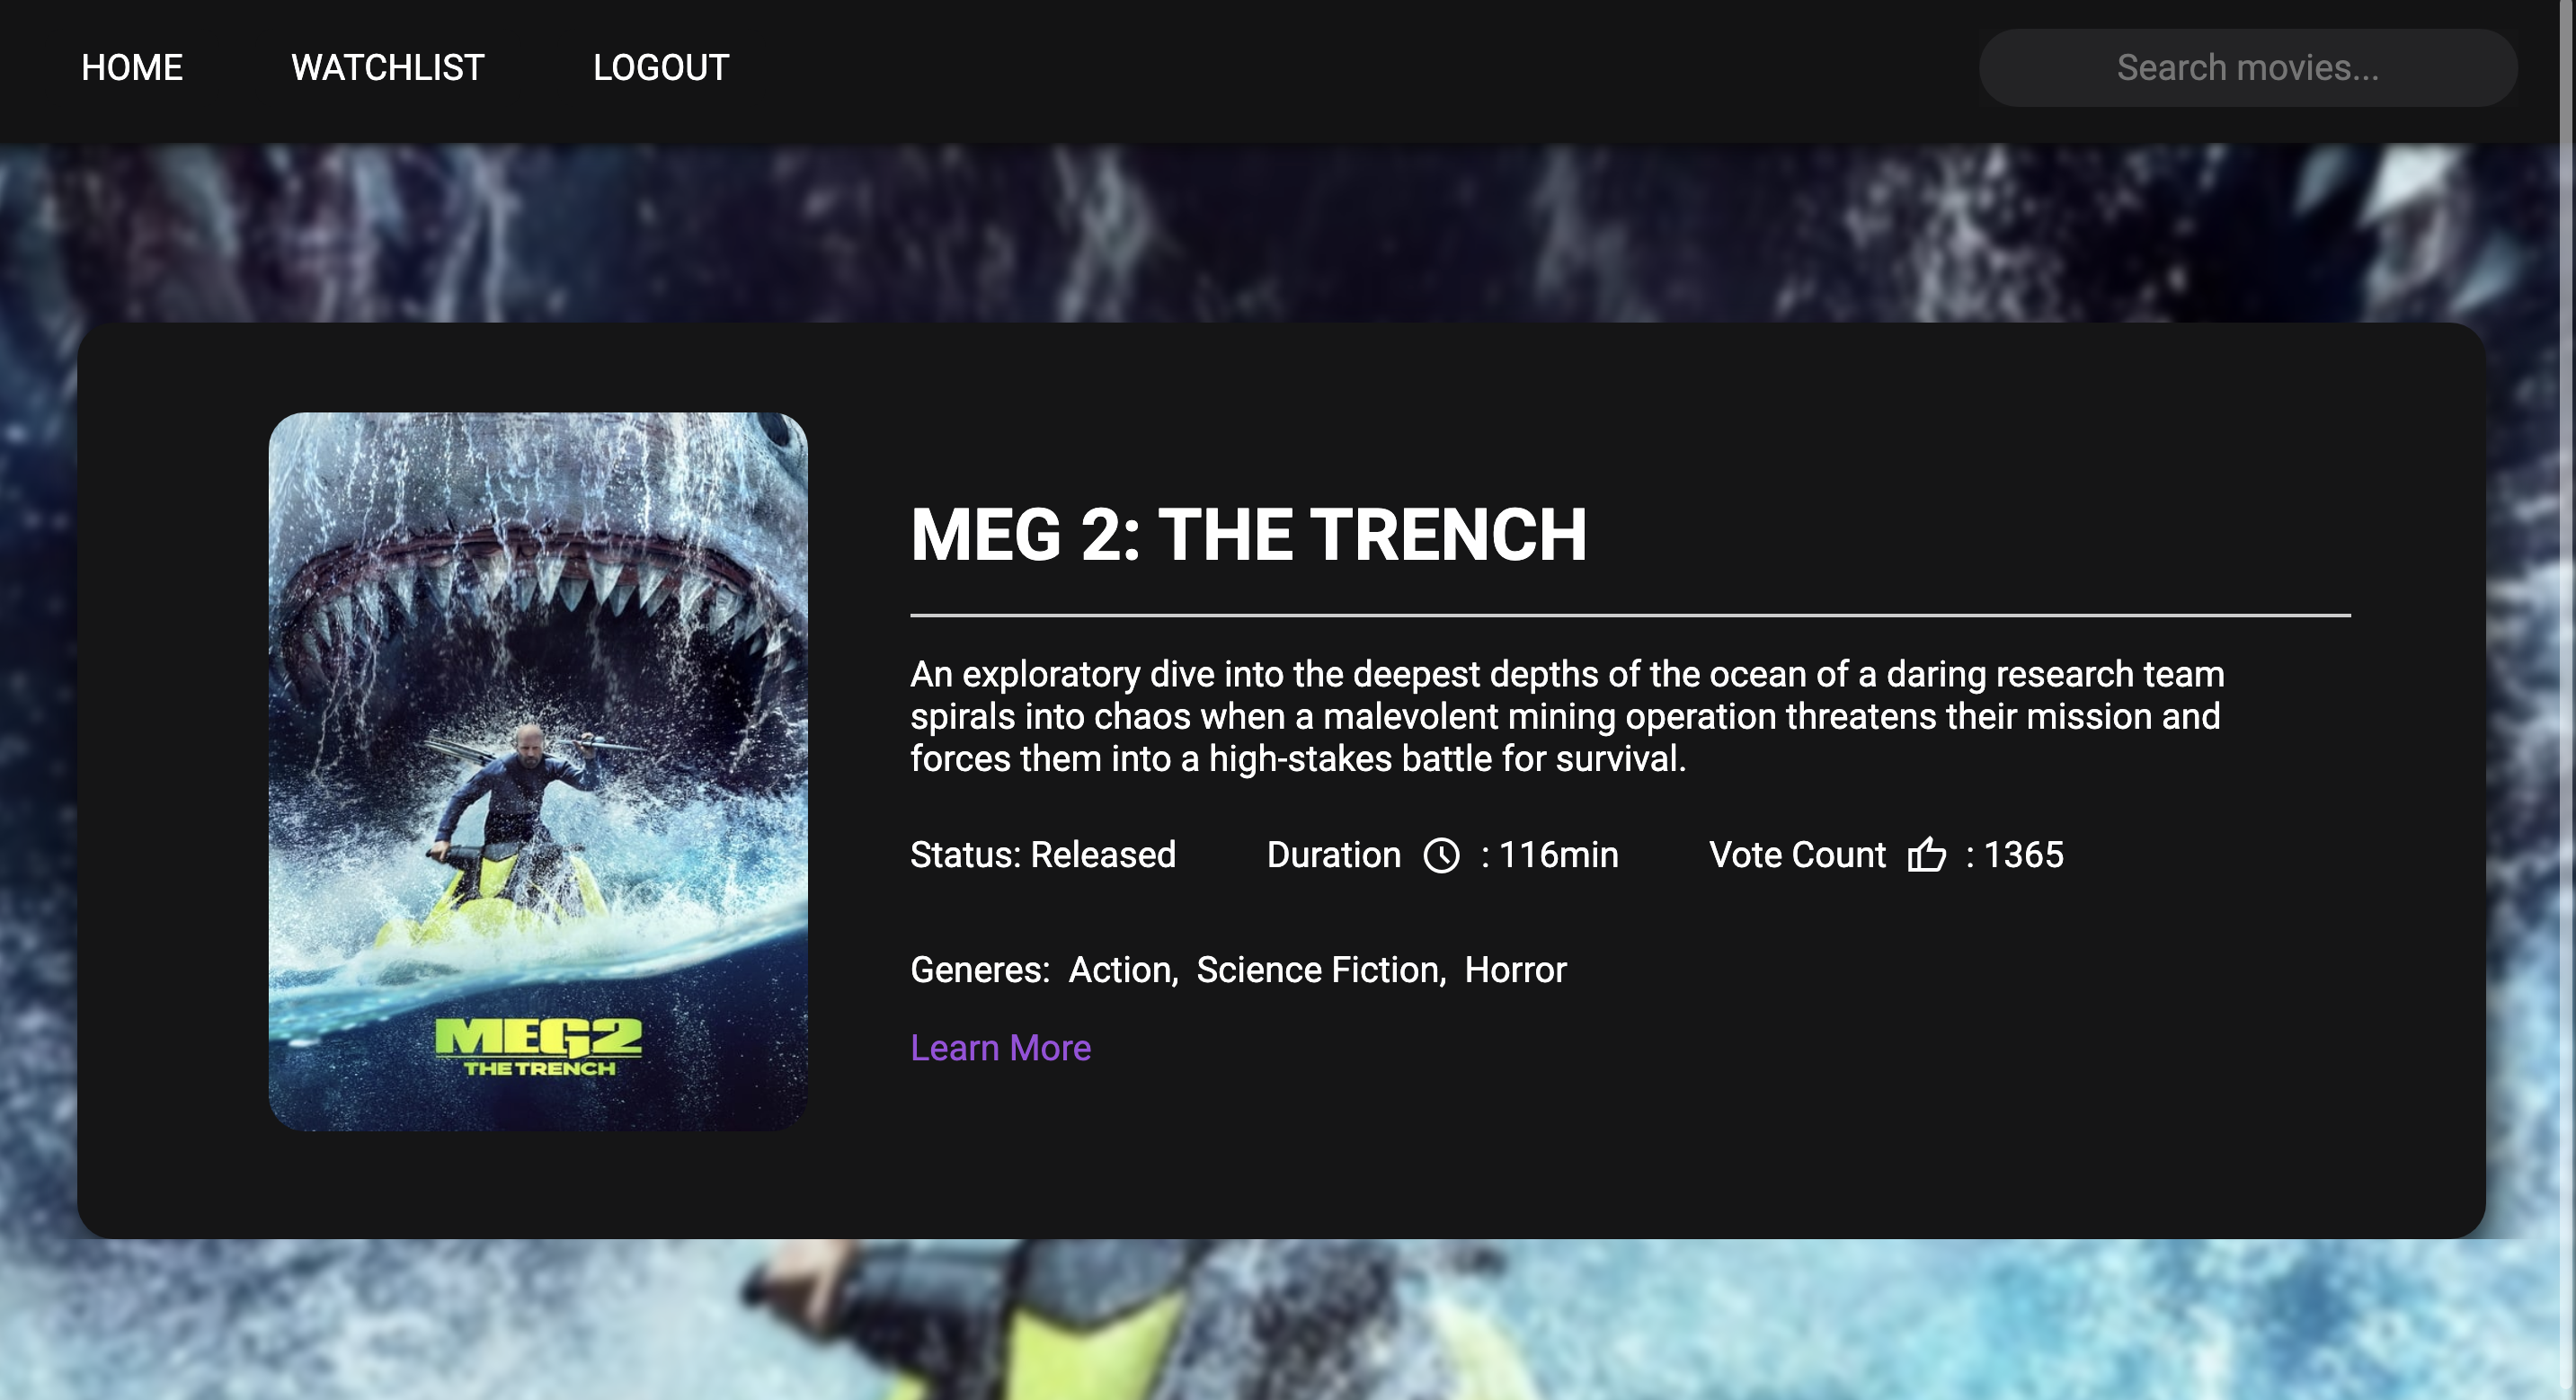 HOME WATCHLIST LOGOUT Search movies...
MEG 2: THE TRENCH
An exploratory dive into the deepest depths of the ocean of a daring research team
spirals into chaos when a malevolent mining operation threatens their mission and
forces them into a high-stakes battle for survival.
Status: Released Duration : 116min Vote Count : 1365
Generes: Action, Science Fiction, Horror
Learn More
MEG2
THE TRENCH